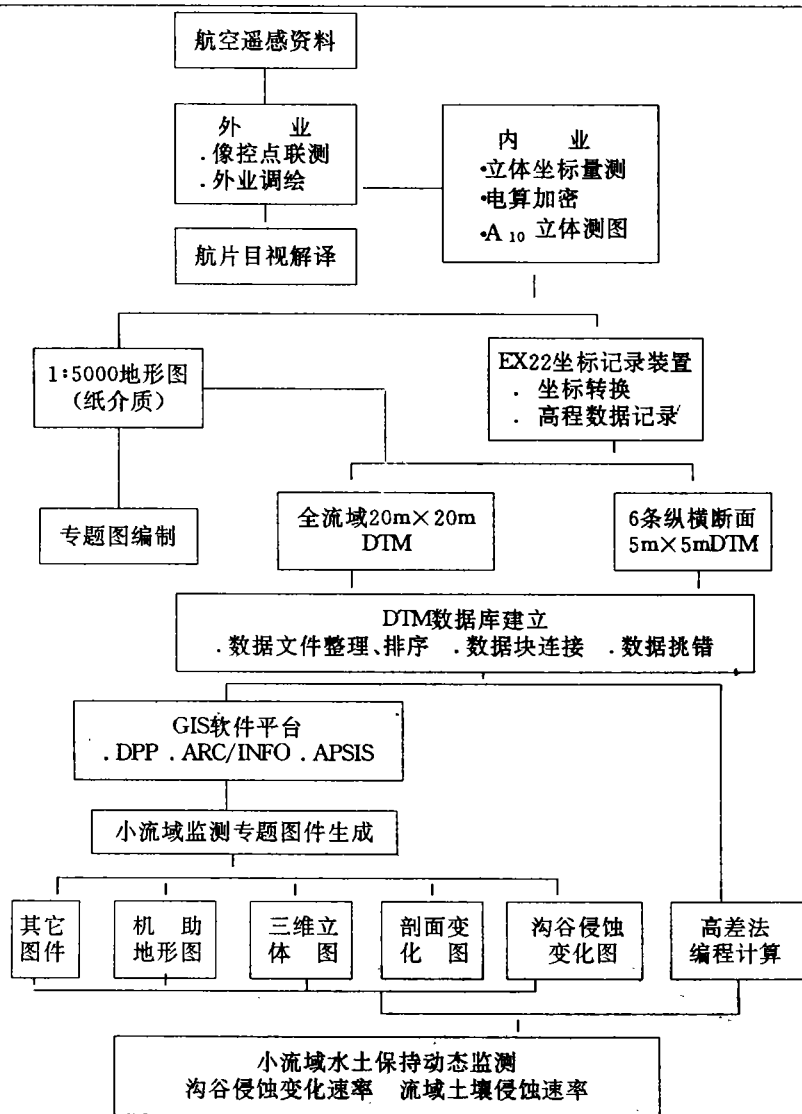 航空遥感资料
外 业
.像控点联测
.外业调绘
内 业
•立体坐标量测
•电算加密
•A10 立体测图
航片目视解译
1:5000地形图
(纸介质)
EX22坐标记录装置
. 坐标转换
. 高程数据记录
专题图编制
全流域20m×20m
DTM
6条纵横断面
5m×5mDTM
DTM数据库建立
.数据文件整理、排序 .数据块连接 .数据挑错
GIS软件平台
.DPP .ARC/INFO .APSIS
小流域监测专题图件生成
其它
图件
机 助
地形图
三维立
体 图
剖面变
化 图
沟谷侵蚀
变化图
高差法
编程计算
小流域水土保持动态监测
沟谷侵蚀变化速率 流域土壤侵蚀速率